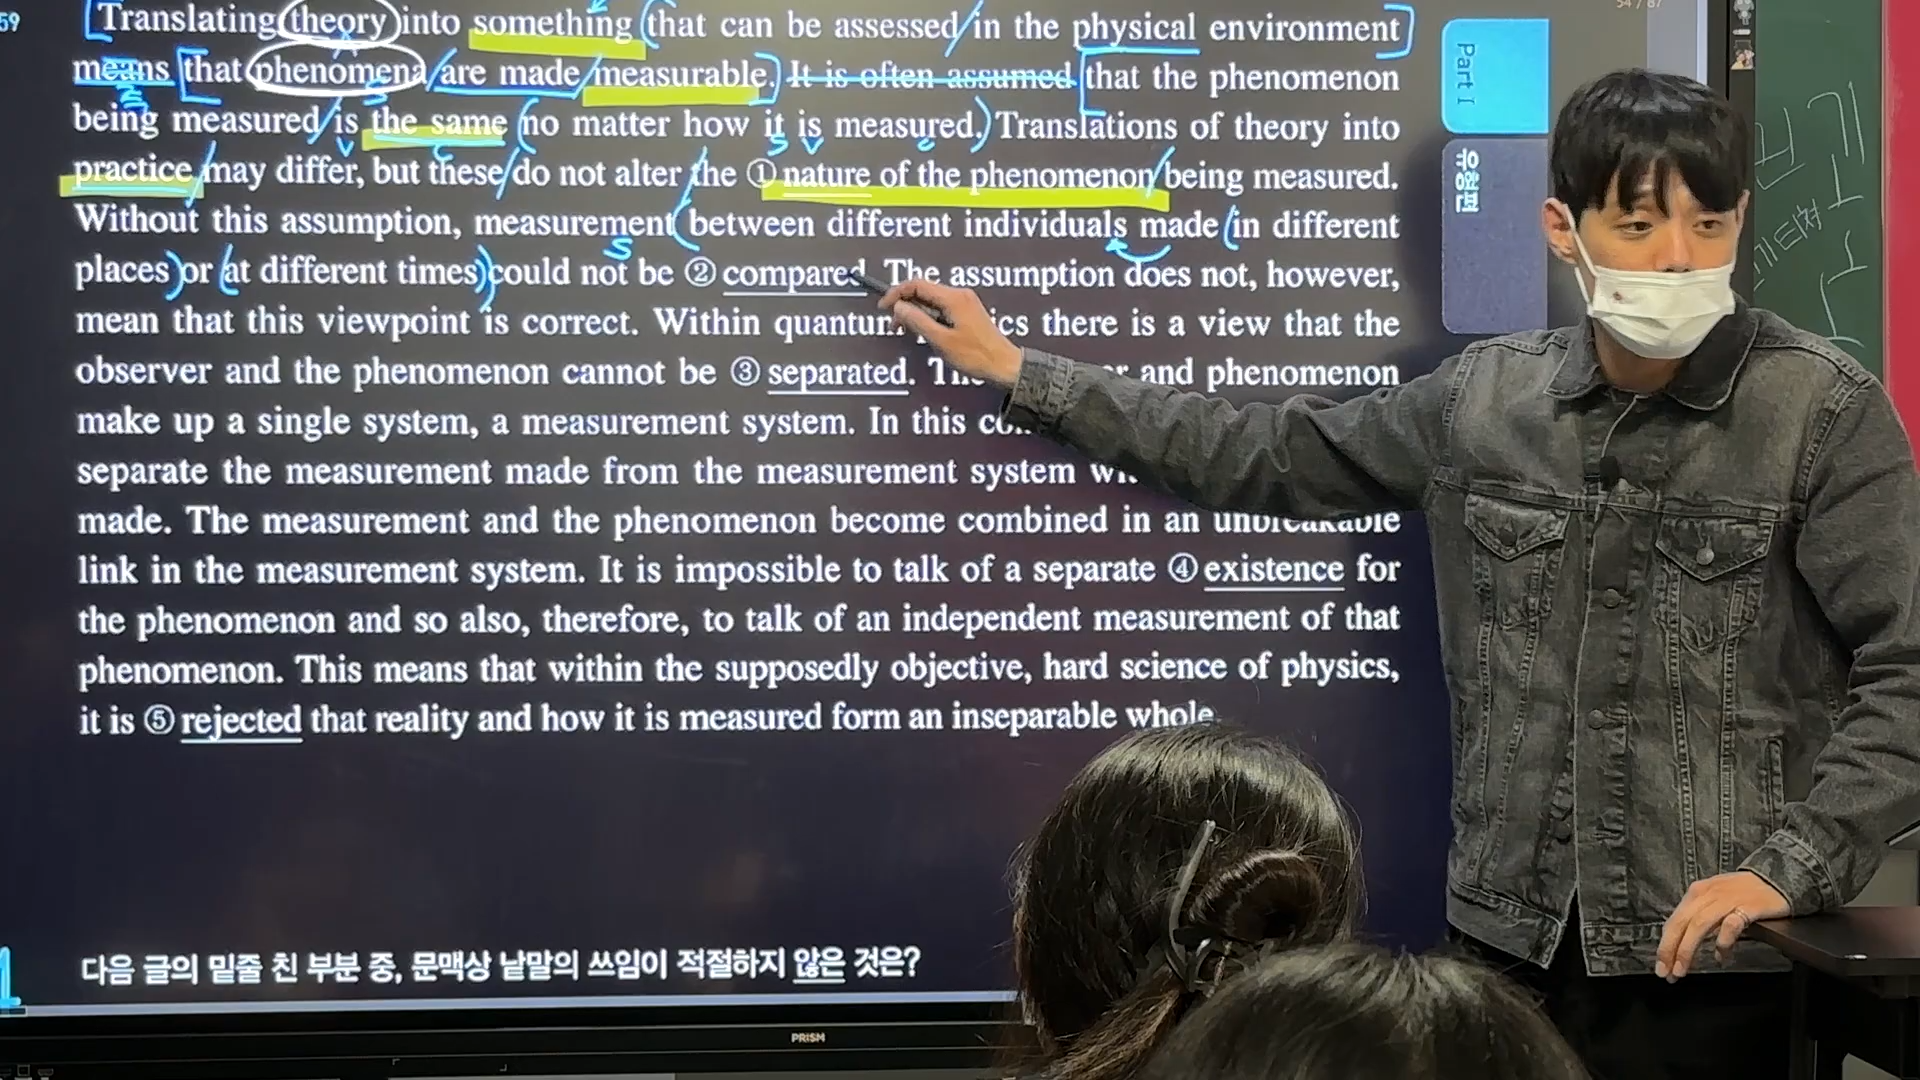 59
54 / 87
Translating theory into something that can be assessed in the physical environment
means that phenomena are made measurable. It is often assumed that the phenomenon
being measured is the same no matter how it is measured. Translations of theory into
practice may differ, but these do not alter the ① nature of the phenomenon being measured.
Without this assumption, measurement between different individuals made in different
places or at different times could not be ② compared. The assumption does not, however,
mean that this viewpoint is correct. Within quantum there is a view that the
observer and the phenomenon cannot be ③ separated. and phenomenon
make up a single system, a measurement system. In this
separate the measurement made from the measurement system
made. The measurement and the phenomenon become combined in an unbreakable
link in the measurement system. It is impossible to talk of a separate ④ existence for
the phenomenon and so also, therefore, to talk of an independent measurement of that
phenomenon. This means that within the supposedly objective, hard science of physics,
it is ⑤ rejected that reality and how it is measured form an inseparable whole.
다음 글의 밑줄 친 부분 중, 문맥상 낱말의 쓰임이 적절하지 않은 것은?
Part I
유형편
S
V
S
V
S
PRISM